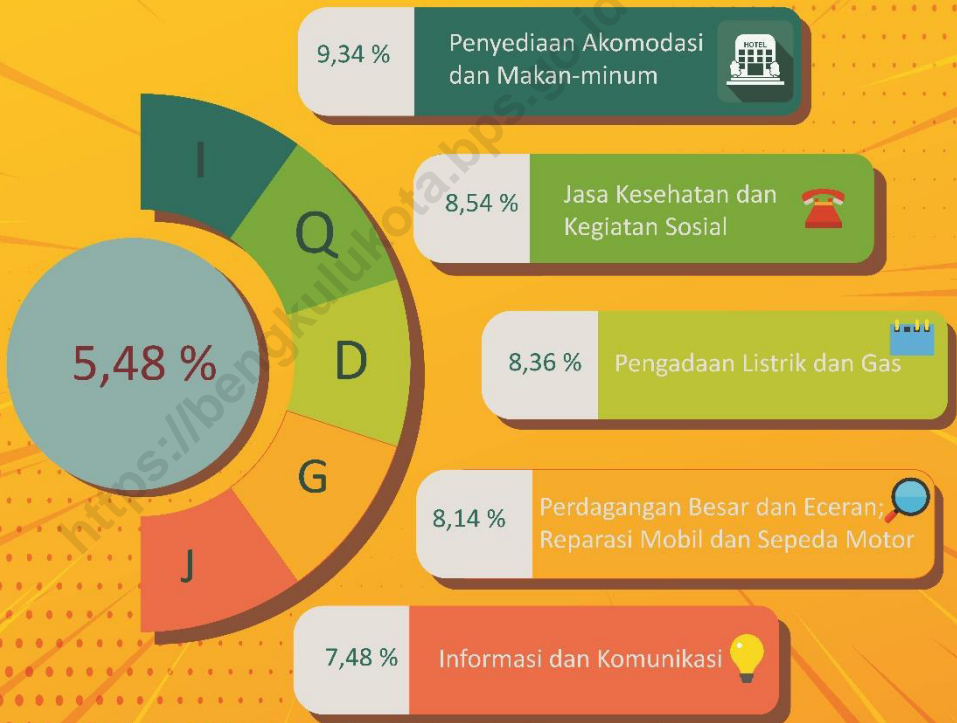 9,34 %
Penyediaan Akomodasi
dan Makan-minum
HOTEL
I
8,54 %
Jasa Kesehatan dan
Kegiatan Sosial
Q
5,48 %
D
8,36 %
Pengadaan Listrik dan Gas
G
8,14 %
Perdagangan Besar dan Eceran;
Reparasi Mobil dan Sepeda Motor
J
7,48 %
Informasi dan Komunikasi
https://bengkulukota.bps.go.id